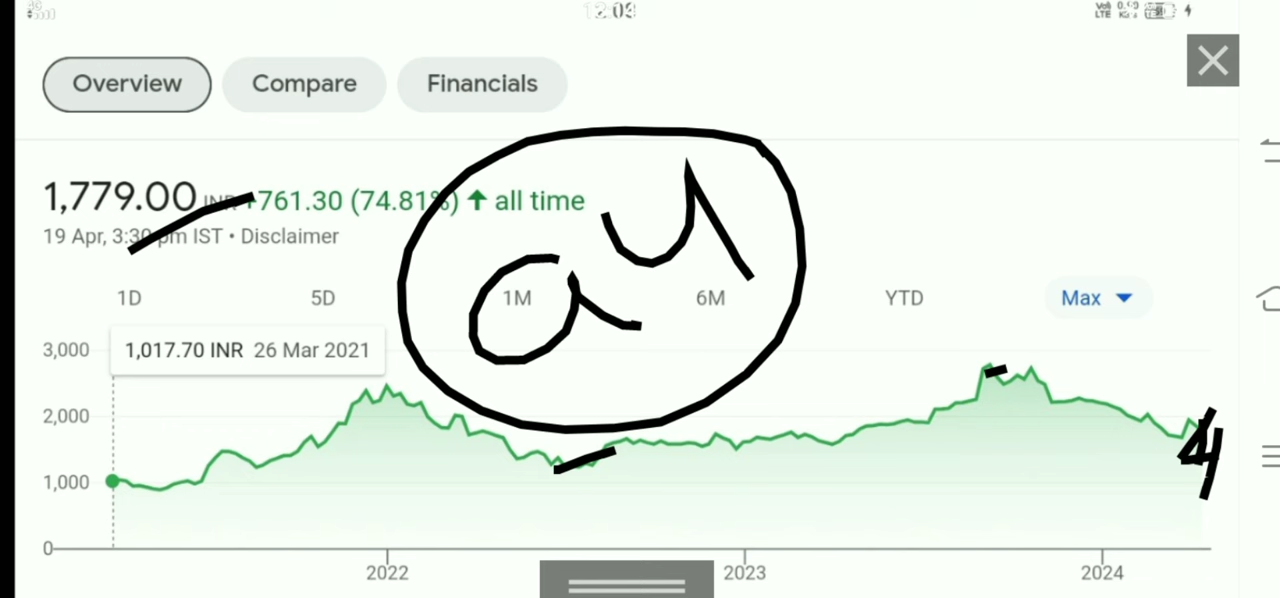 12:09
Overview Compare Financials
1,779.00 INR +761.30 (74.81%) ↑ all time
19 Apr, 3:30 pm IST • Disclaimer
1D 5D 1M 6M YTD Max
3,000
1,017.70 INR 26 Mar 2021
2,000
1,000
0
2022 2023 2024